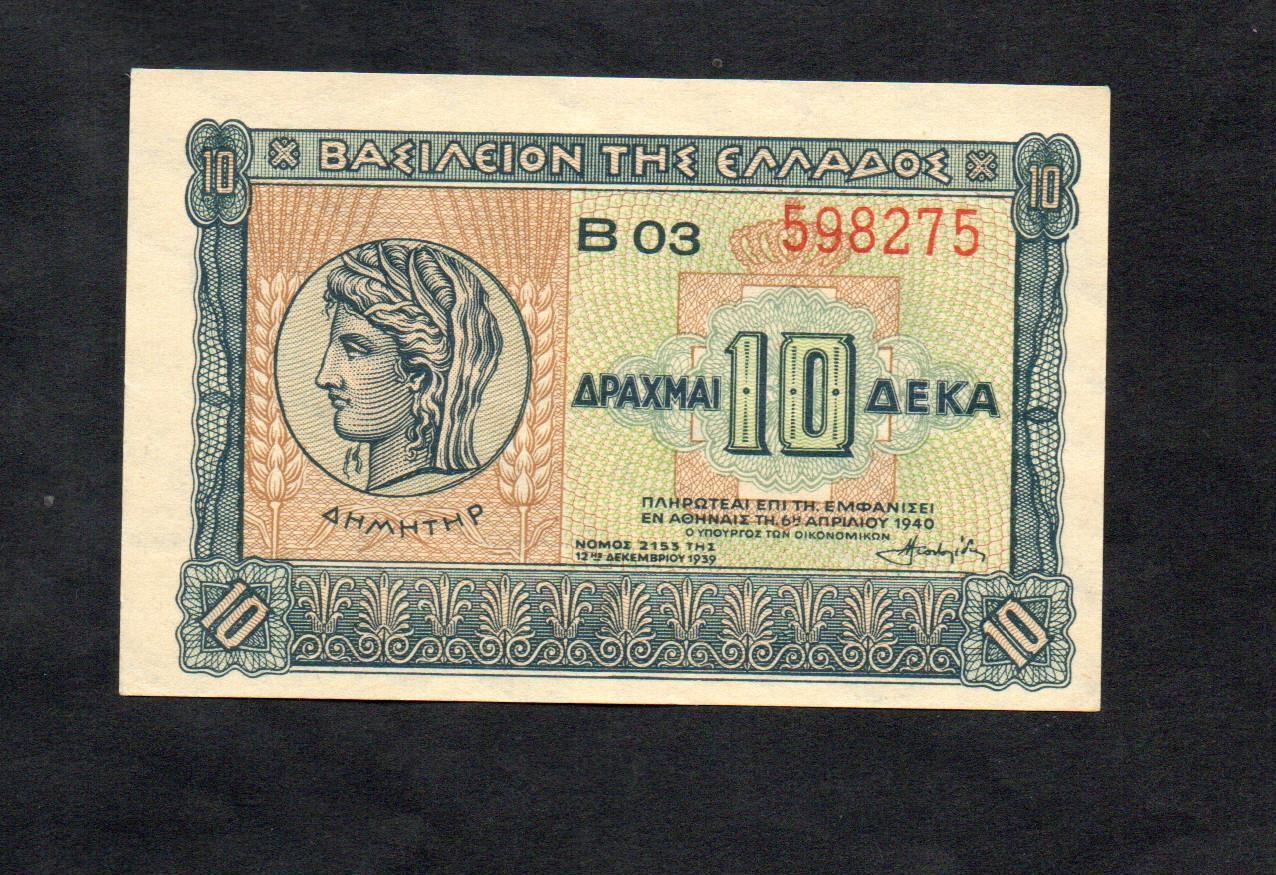 10 ΒΑΣΙΛΕΙΟΝ ΤΗΣ ΕΛΛΑΔΟΣ 10
Β 03 598275
ΔΡΑΧΜΑΙ 10 ΔΕΚΑ
ΔΗΜΗΤΗΡ
ΠΛΗΡΩΤΕΑΙ ΕΠΙ ΤΗ, ΕΜΦΑΝΙΣΕΙ
ΕΝ ΑΘΗΝΑΙΣ ΤΗ, 6Η ΑΠΡΙΛΙΟΥ 1940
Ο ΥΠΟΥΡΓΟΣ ΤΩΝ ΟΙΚΟΝΟΜΙΚΩΝ
ΝΟΜΟΣ 2153 ΤΗΣ
12ΗΣ ΔΕΚΕΜΒΡΙΟΥ 1939
10 10